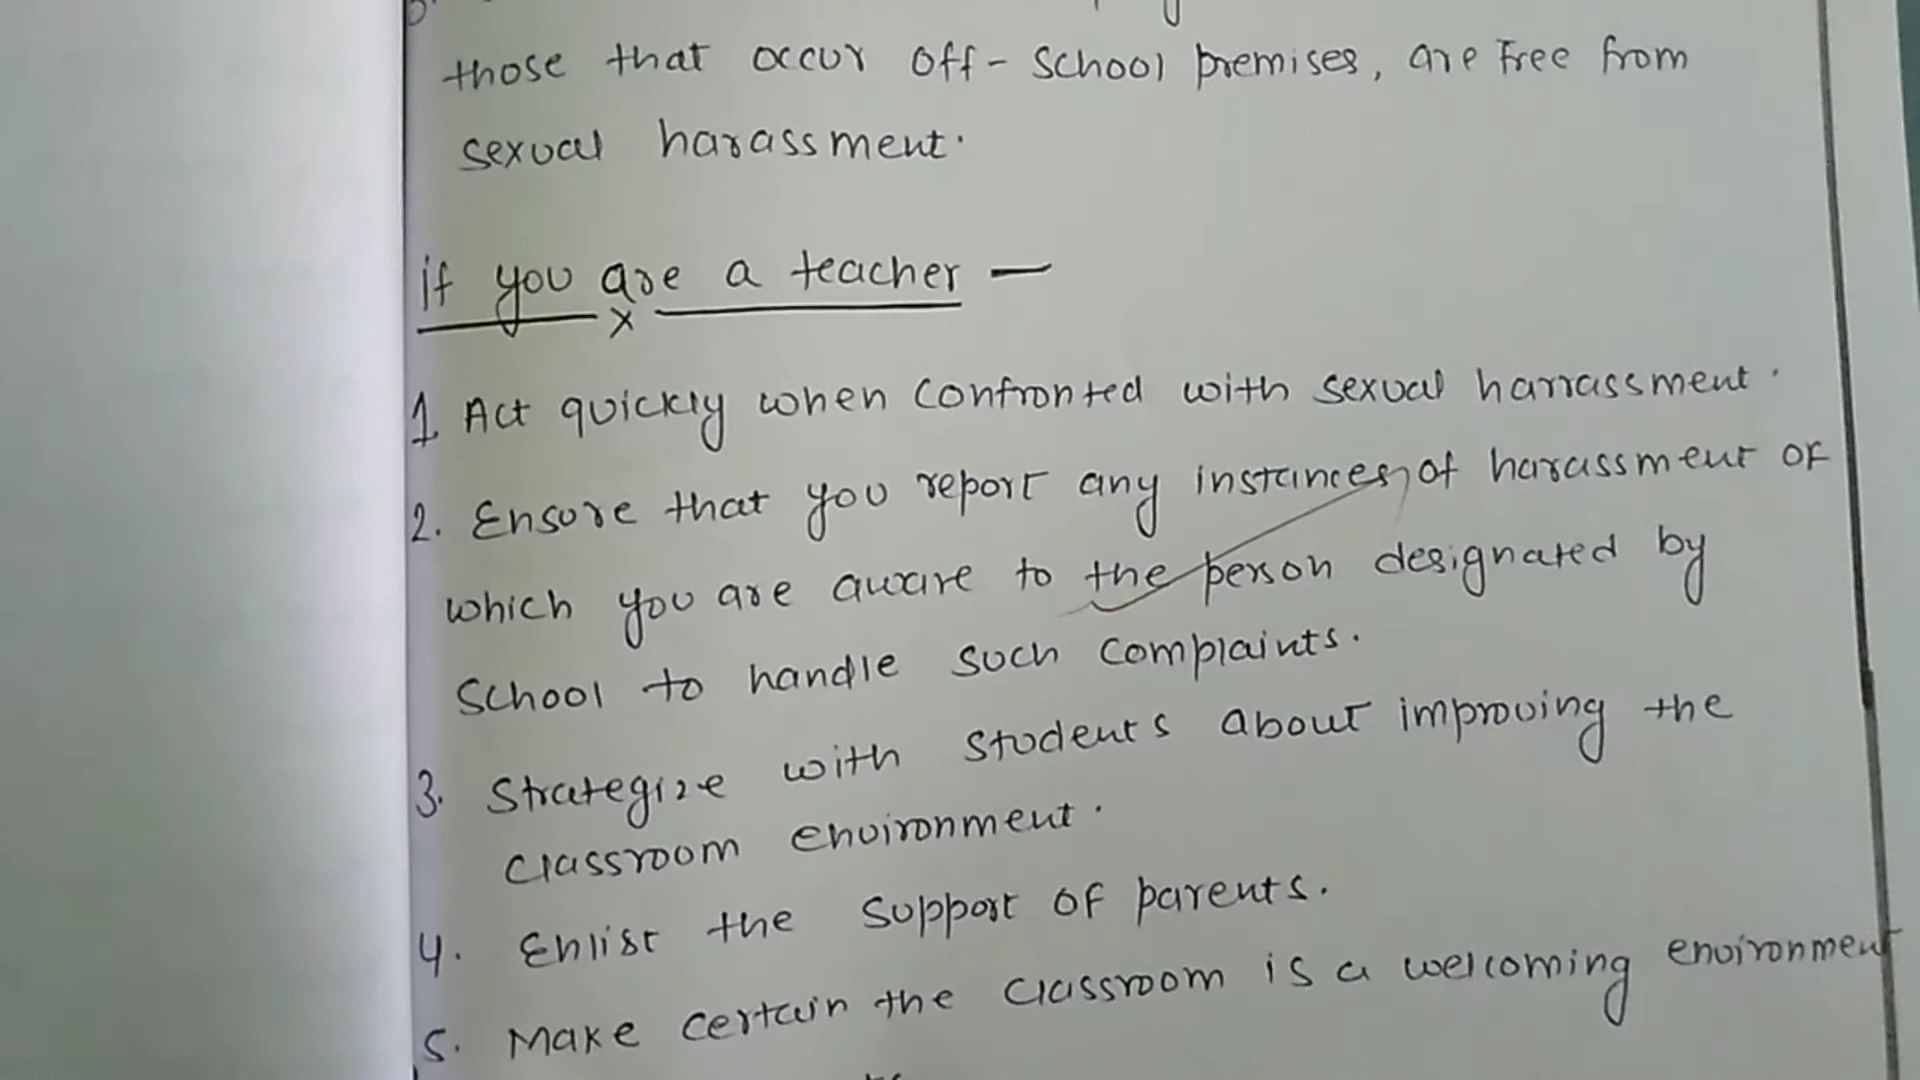 those that occur off-school premises, are Free from
sexual harassment.
if you are a teacher —
1. Act quickly when confronted with sexual harrassment.
2. Ensure that you report any instances of harassment of
which you are aware to the person designated by
school to handle such complaints.
3. Strategize with students about improving the
classroom environment.
4. Enlist the support of parents.
5. Make certain the classroom is a welcoming environment